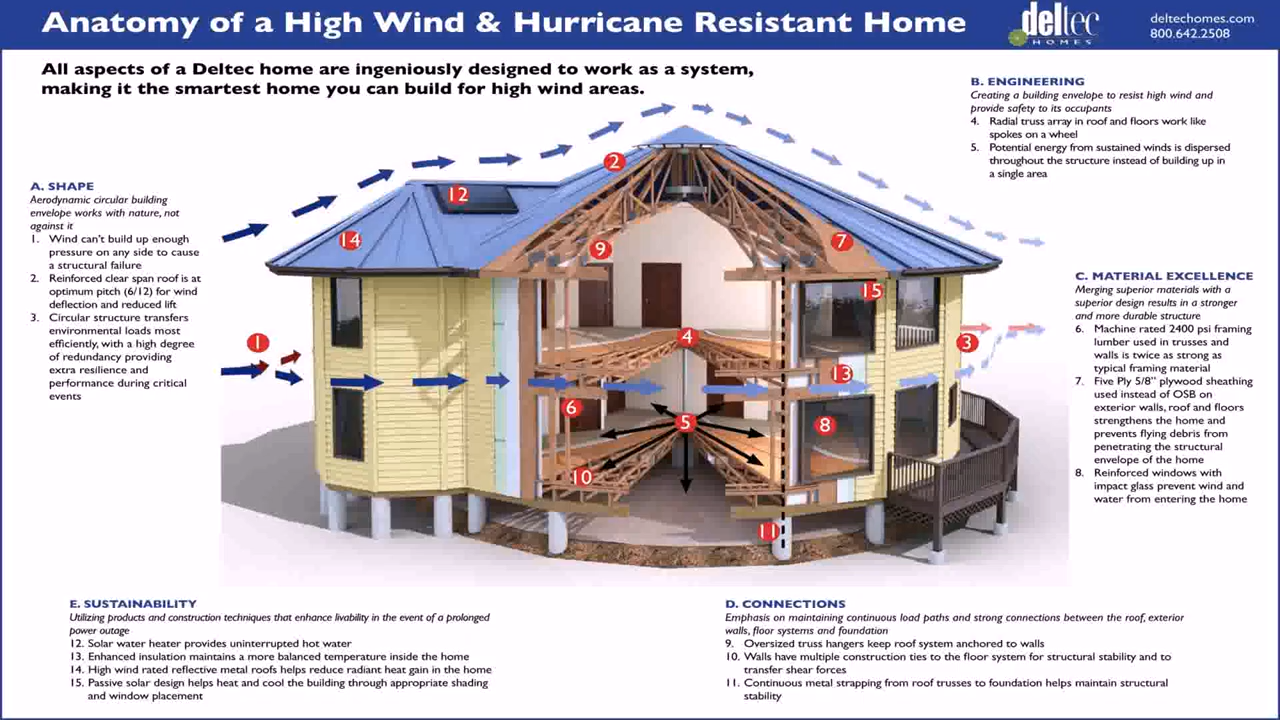 Anatomy of a High Wind & Hurricane Resistant Home
deltec
HOMES
deltechomes.com
800.642.2508
All aspects of a Deltec home are ingeniously designed to work as a system,
making it the smartest home you can build for high wind areas.
B. ENGINEERING
Creating a building envelope to resist high wind and
provide safety to its occupants
4. Radial truss array in roof and floors work like
spokes on a wheel
5. Potential energy from sustained winds is dispersed
throughout the structure instead of building up in
a single area
A. SHAPE
Aerodynamic circular building
envelope works with nature, not
against it
1. Wind can't build up enough
pressure on any side to cause
a structural failure
2. Reinforced clear span roof is at
optimum pitch (6/12) for wind
deflection and reduced lift
3. Circular structure transfers
environmental loads most
efficiently, with a high degree
of redundancy providing
extra resilience and
performance during critical
events
2
12
14
9
7
15
4
1
3
13
6
5
8
10
11
C. MATERIAL EXCELLENCE
Merging superior materials with a
superior design results in a stronger
and more durable structure
6. Machine rated 2400 psi framing
lumber used in trusses and
walls is twice as strong as
typical framing material
7. Five Ply 5/8" plywood sheathing
used instead of OSB on
exterior walls, roof and floors
strengthens the home and
prevents flying debris from
penetrating the structural
envelope of the home
8. Reinforced windows with
impact glass prevent wind and
water from entering the home
E. SUSTAINABILITY
Utilizing products and construction techniques that enhance livability in the event of a prolonged
power outage
12. Solar water heater provides uninterrupted hot water
13. Enhanced insulation maintains a more balanced temperature inside the home
14. High wind rated reflective metal roofs helps reduce radiant heat gain in the home
15. Passive solar design helps heat and cool the building through appropriate shading
and window placement
D. CONNECTIONS
Emphasis on maintaining continuous load paths and strong connections between the roof, exterior
walls, floor systems and foundation
9. Oversized truss hangers keep roof system anchored to walls
10. Walls have multiple construction ties to the floor system for structural stability and to
transfer shear forces
11. Continuous metal strapping from roof trusses to foundation helps maintain structural
stability